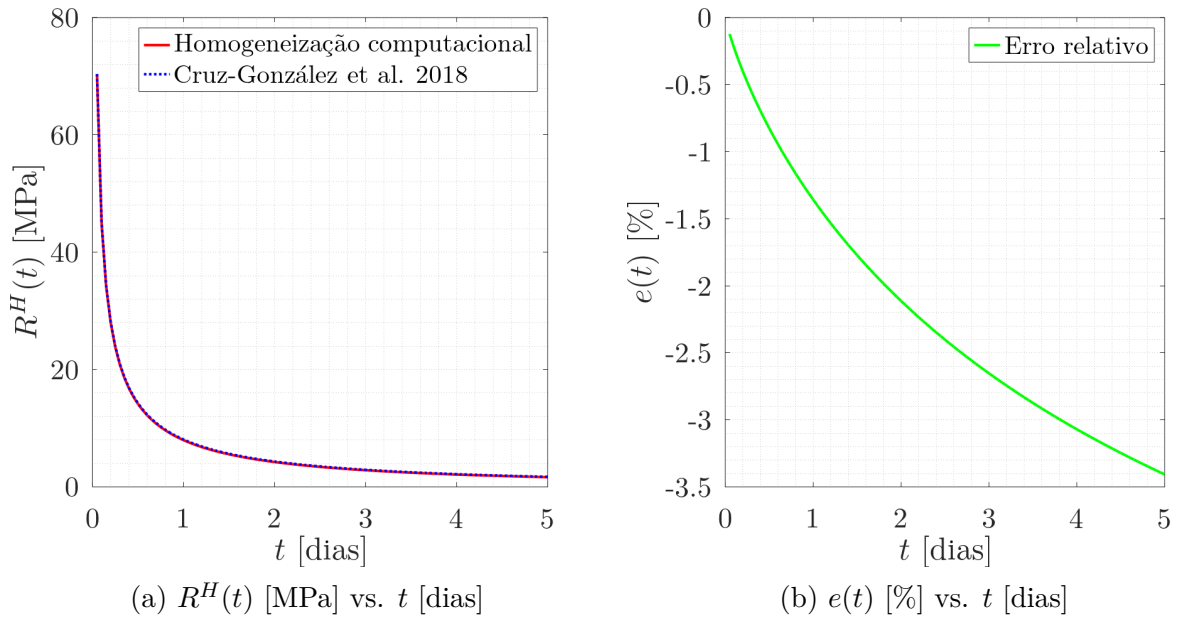 80
60
40
20
0
R^H(t) [MPa]
Homogeneização computacional
Cruz-González et al. 2018
0 1 2 3 4 5
t [dias]
(a) R^H(t) [MPa] vs. t [dias]
0
-0.5
-1
-1.5
-2
-2.5
-3
-3.5
e(t) [%]
Erro relativo
0 1 2 3 4 5
t [dias]
(b) e(t) [%] vs. t [dias]